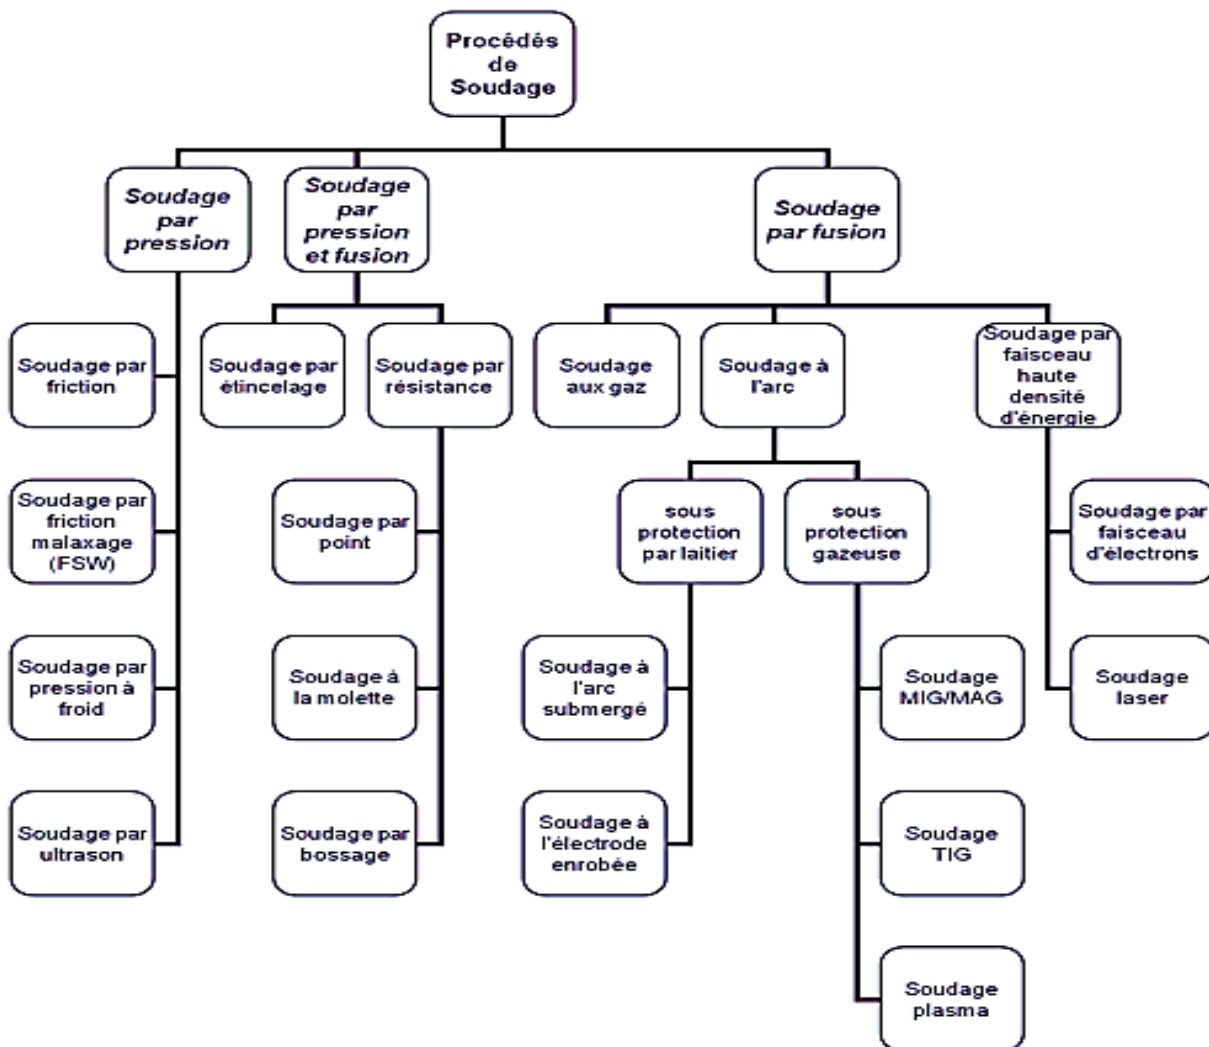 Procédés
de
Soudage
Soudage
par
pression
Soudage
par
pression
et fusion
Soudage
par fusion
Soudage par
friction
Soudage par
étincelage
Soudage par
résistance
Soudage
aux gaz
Soudage à
l'arc
Soudage par
faisceau
haute
densité
d'énergie
Soudage par
friction
malaxage
(FSW)
Soudage par
point
sous
protection
par laitier
sous
protection
gazeuse
Soudage par
faisceau
d'électrons
Soudage par
pression à
froid
Soudage à
la molette
Soudage à
l'arc
submergé
Soudage
MIG/MAG
Soudage
laser
Soudage par
ultrason
Soudage par
bossage
Soudage à
l'électrode
enrobée
Soudage
TIG
Soudage
plasma